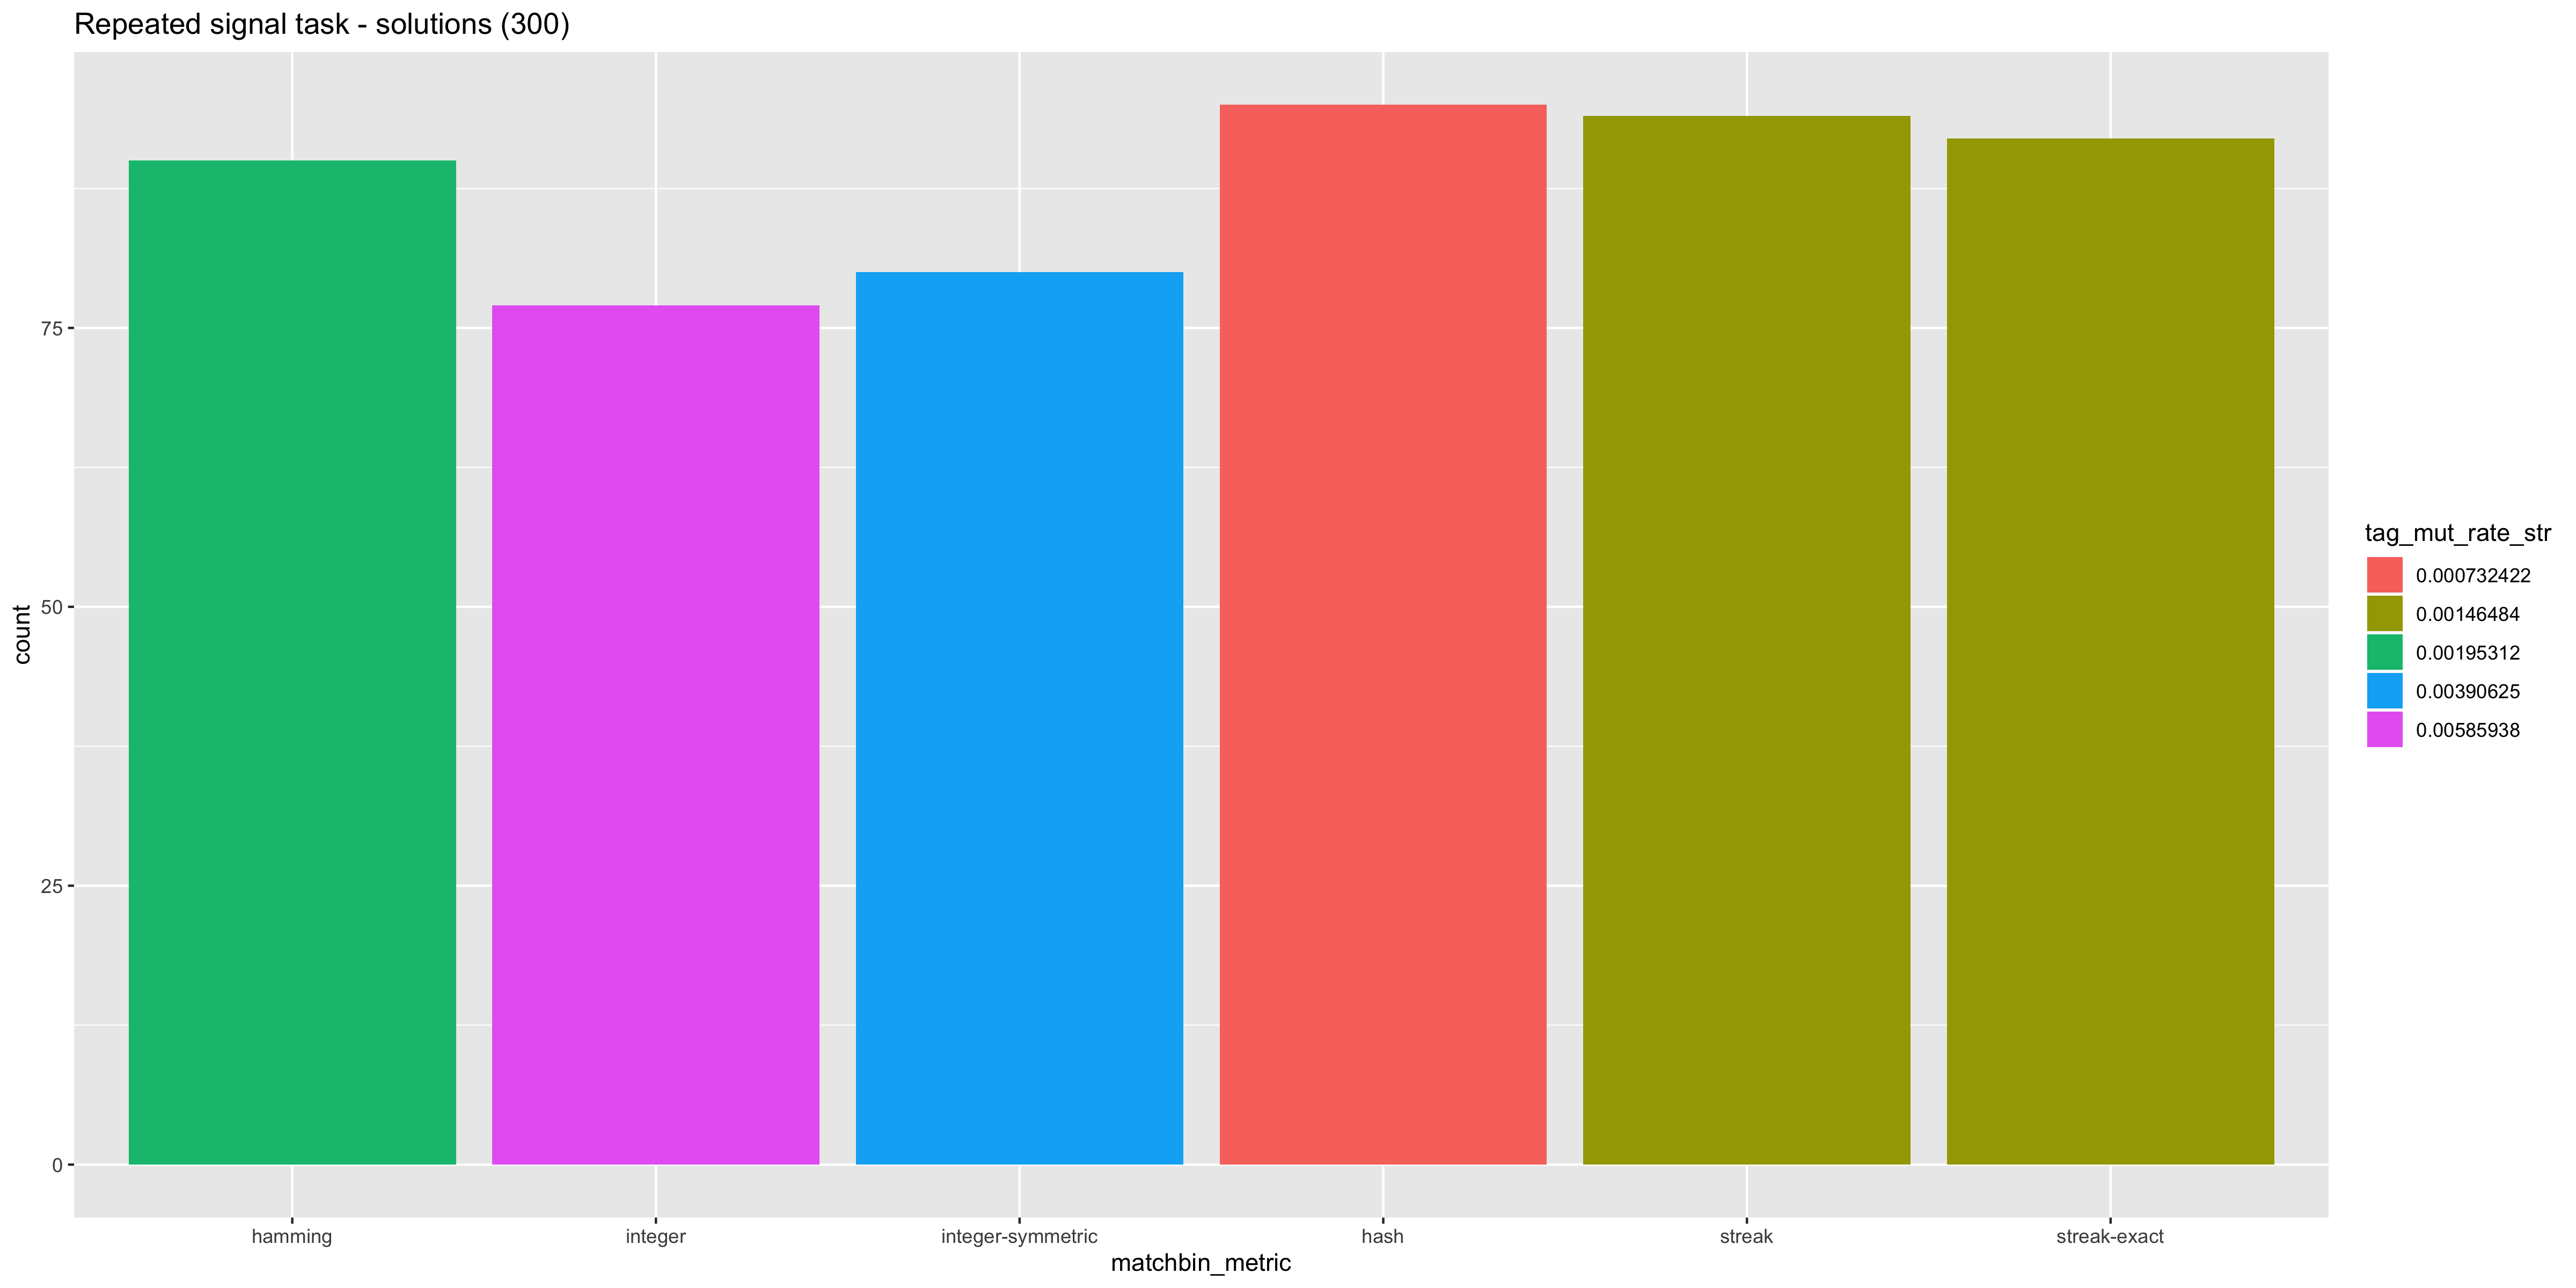 Repeated signal task - solutions (300)
count
75
50
25
0
hamming
integer
integer-symmetric
hash
streak
streak-exact
matchbin_metric
tag_mut_rate_str
0.000732422
0.00146484
0.00195312
0.00390625
0.00585938